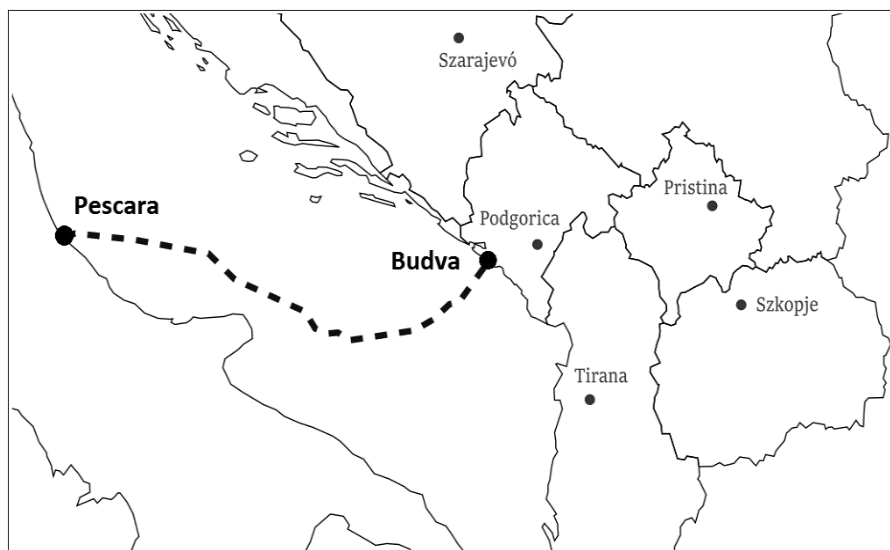 Szarajevó
Pristina
Pescara
Podgorica
Budva
Szkopje
Tirana